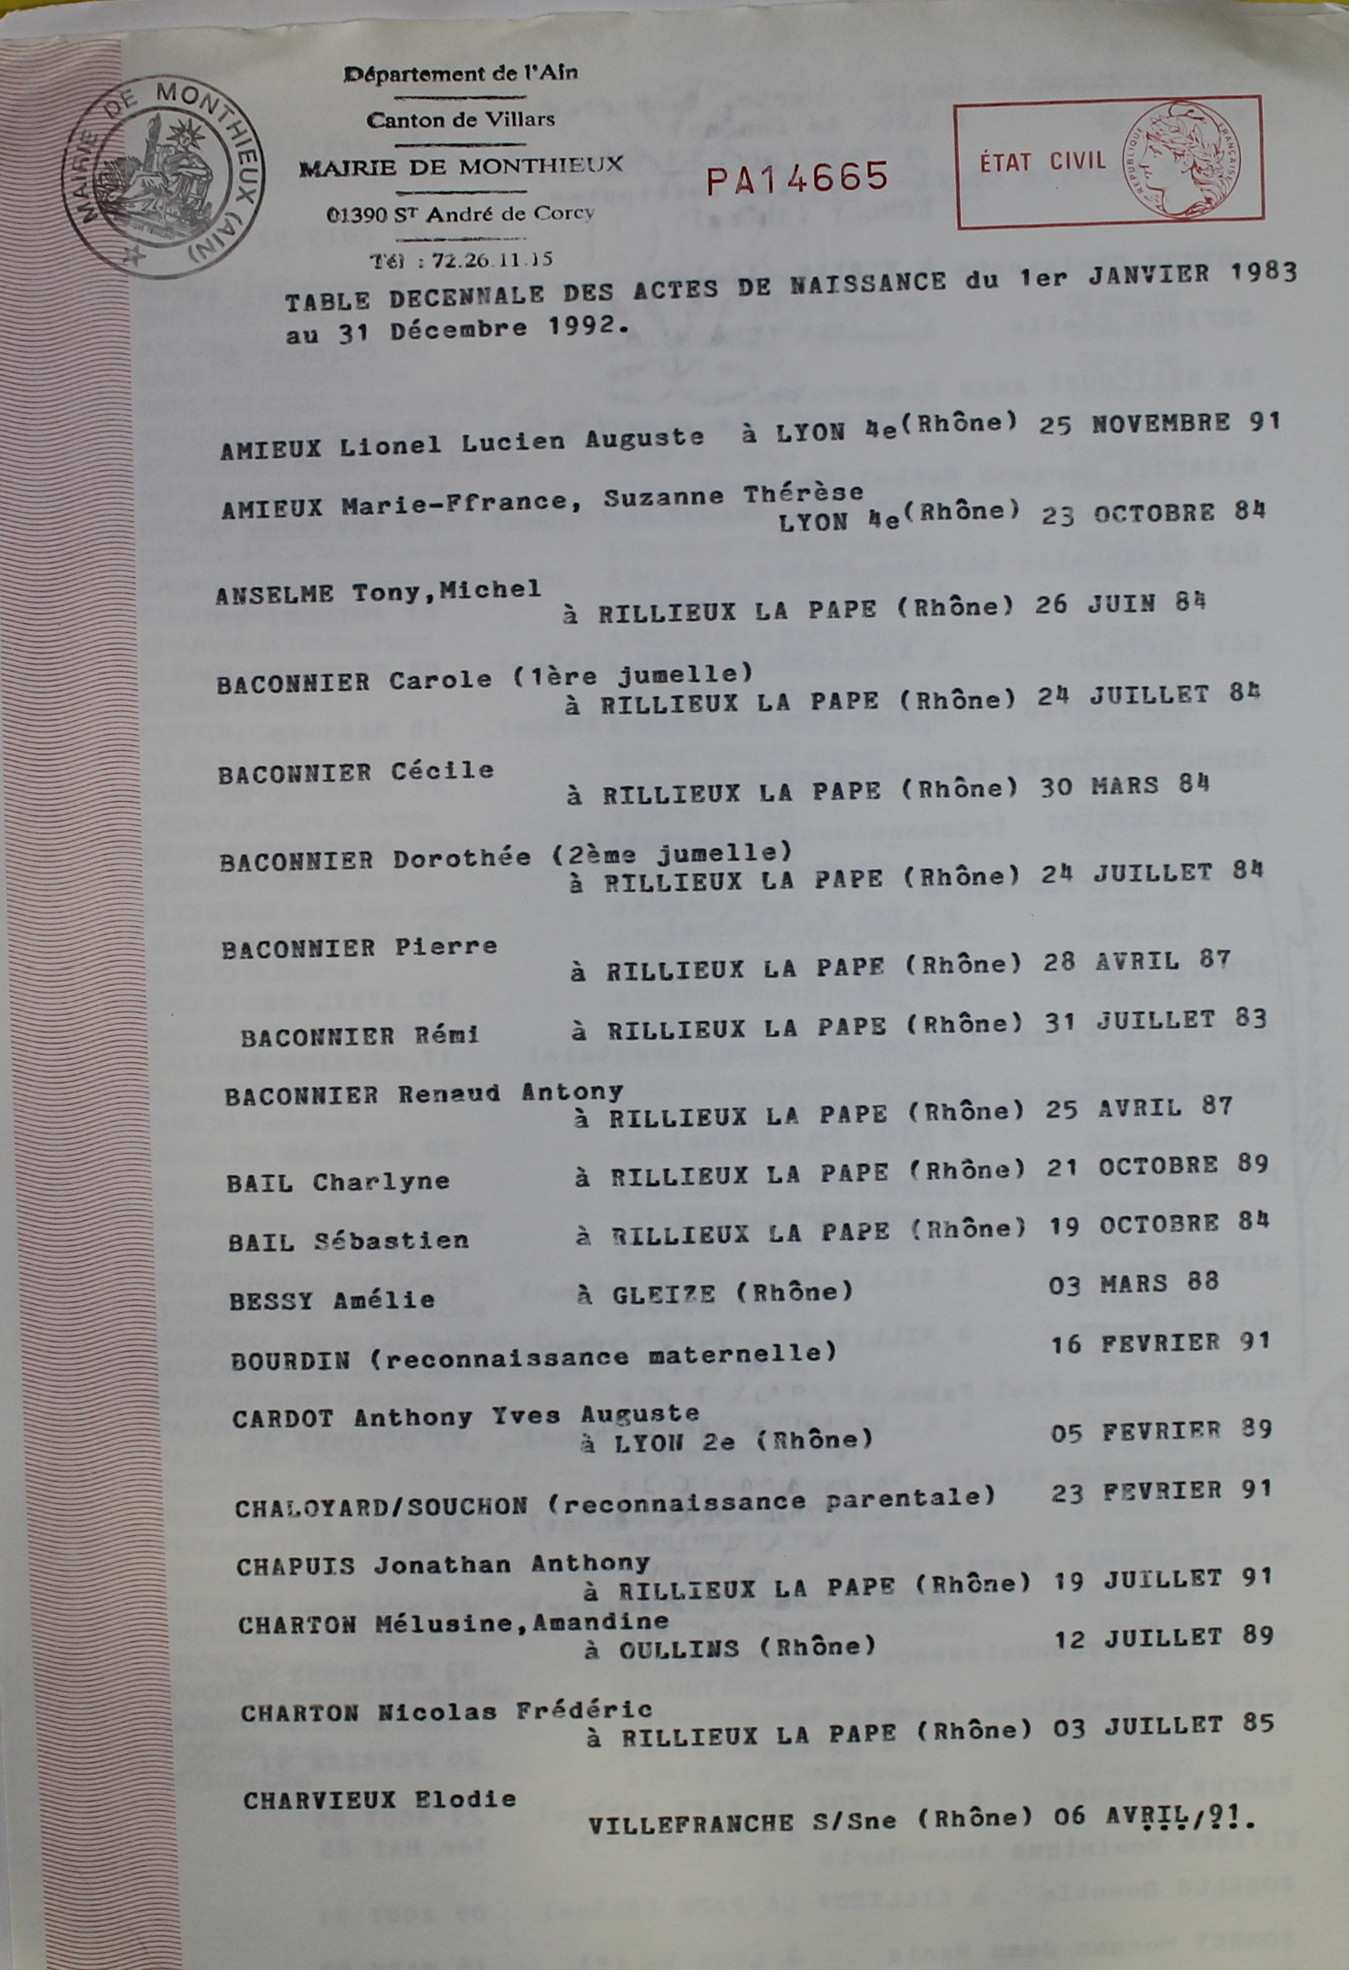 MAIRIE DE MONTHIEUX (AIN)
Département de l'Ain
Canton de Villars
MAIRIE DE MONTHIEUX
01390 ST André de Corcy
Tél : 72.26.11.15
PA14665
ÉTAT CIVIL
RÉPUBLIQUE FRANÇAISE
TABLE DECENNALE DES ACTES DE NAISSANCE du 1er JANVIER 1983
au 31 Décembre 1992.
AMIEUX Lionel Lucien Auguste à LYON 4e(Rhône) 25 NOVEMBRE 91
AMIEUX Marie-Ffrance, Suzanne Thérèse
LYON 4e(Rhône) 23 OCTOBRE 84
ANSELME Tony,Michel
à RILLIEUX LA PAPE (Rhône) 26 JUIN 84
BACONNIER Carole (1ère jumelle)
à RILLIEUX LA PAPE (Rhône) 24 JUILLET 84
BACONNIER Cécile
à RILLIEUX LA PAPE (Rhône) 30 MARS 84
BACONNIER Dorothée (2ème jumelle)
à RILLIEUX LA PAPE (Rhône) 24 JUILLET 84
BACONNIER Pierre
à RILLIEUX LA PAPE (Rhône) 28 AVRIL 87
BACONNIER Rémi à RILLIEUX LA PAPE (Rhône) 31 JUILLET 83
BACONNIER Renaud Antony
à RILLIEUX LA PAPE (Rhône) 25 AVRIL 87
BAIL Charlyne à RILLIEUX LA PAPE (Rhône) 21 OCTOBRE 89
BAIL Sébastien à RILLIEUX LA PAPE (Rhône) 19 OCTOBRE 84
BESSY Amélie à GLEIZE (Rhône) 03 MARS 88
BOURDIN (reconnaissance maternelle) 16 FEVRIER 91
CARDOT Anthony Yves Auguste
à LYON 2e (Rhône) 05 FEVRIER 89
CHALOYARD/SOUCHON (reconnaissance parentale) 23 FEVRIER 91
CHAPUIS Jonathan Anthony
à RILLIEUX LA PAPE (Rhône) 19 JUILLET 91
CHARTON Mélusine,Amandine
à OULLINS (Rhône) 12 JUILLET 89
CHARTON Nicolas Frédéric
à RILLIEUX LA PAPE (Rhône) 03 JUILLET 85
CHARVIEUX Elodie
VILLEFRANCHE S/Sne (Rhône) 06 AVRIL 91.